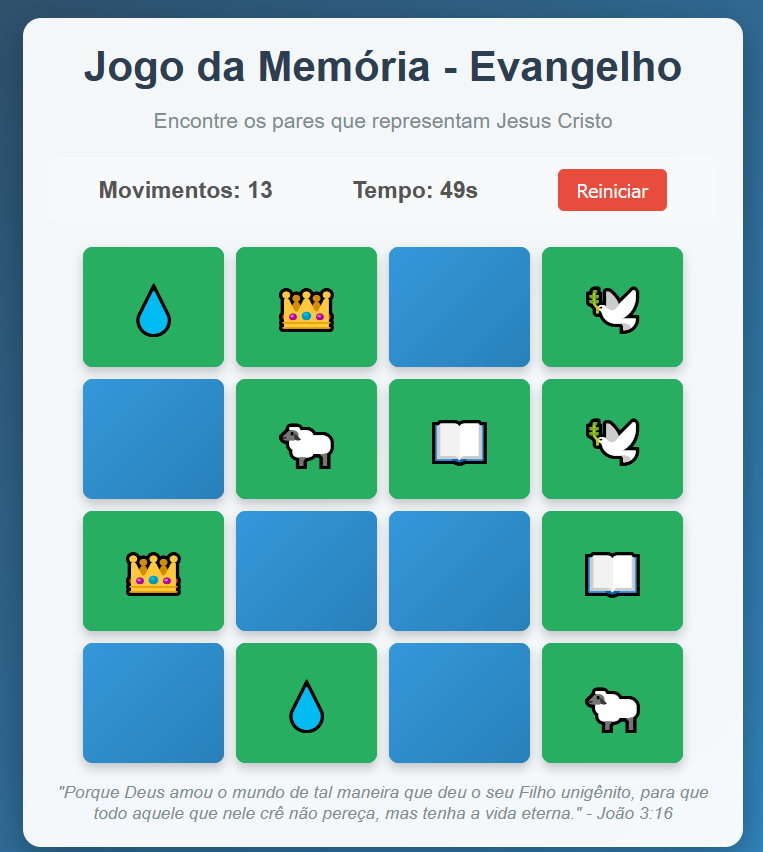 Jogo da Memória - Evangelho
Encontre os pares que representam Jesus Cristo
Movimentos: 13 Tempo: 49s Reiniciar
"Porque Deus amou o mundo de tal maneira que deu o seu Filho unigênito, para que
todo aquele que nele crê não pereça, mas tenha a vida eterna." - João 3:16